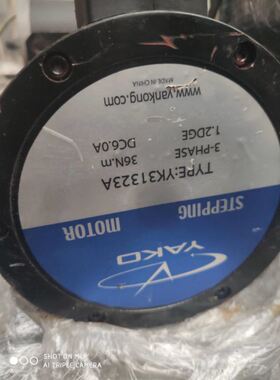 YAKO
STEPPING
MOTOR
TYPE:YK31323A
36N.m
3-PHASE
DC6.0A
1.2DGE
www.yankong.com
MADE IN CHINA
SHOT ON MI 9
AI TRIPLE CAMERA